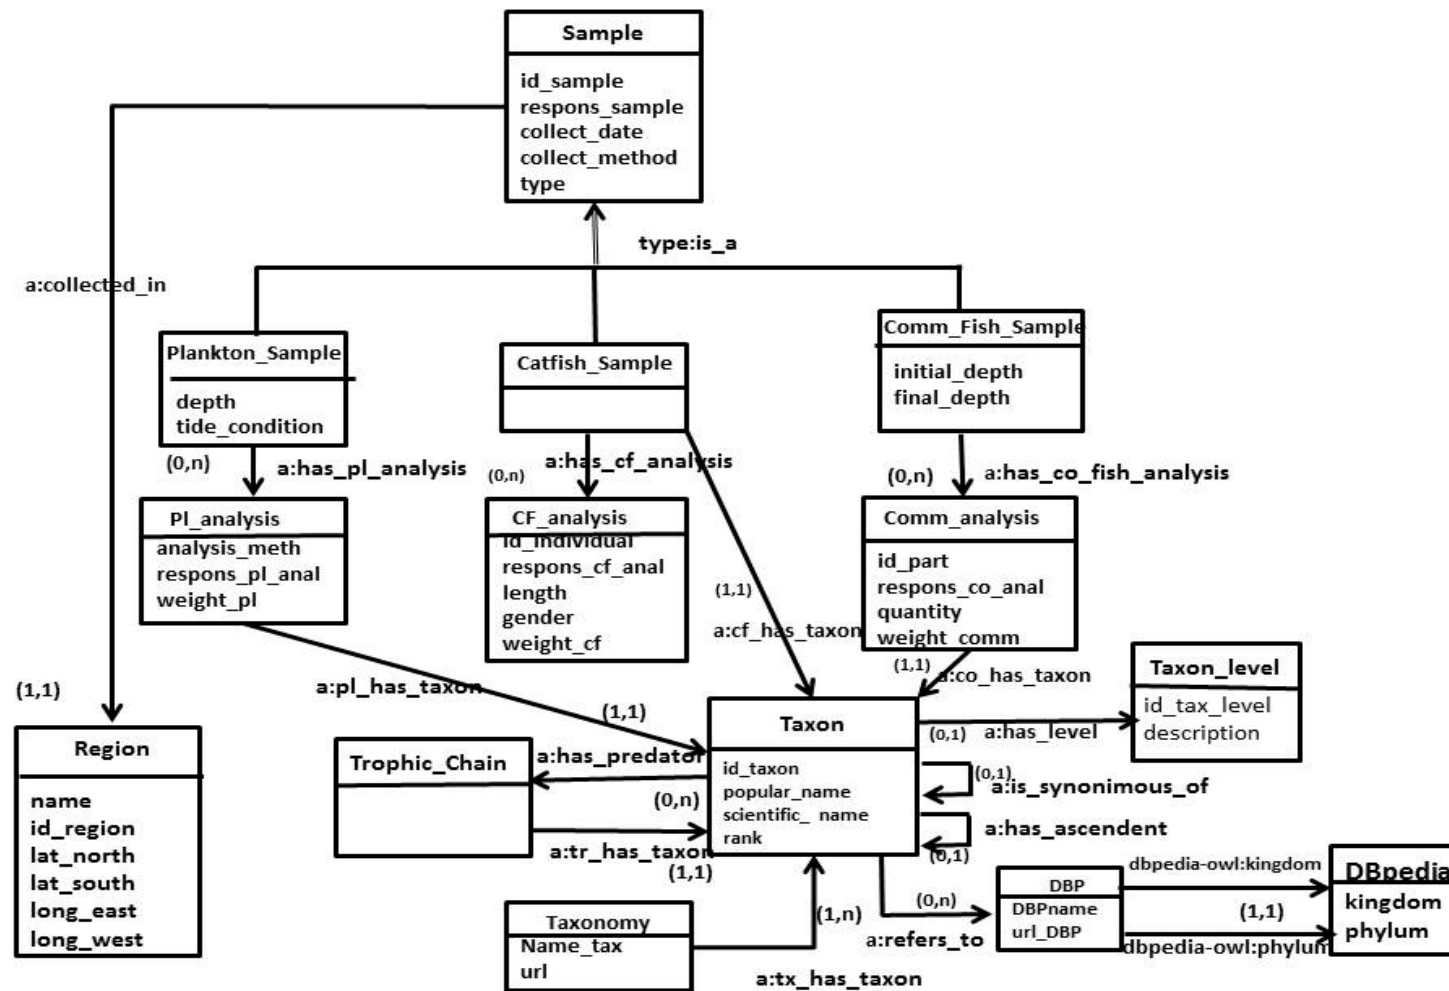 Sample
id_sample
respons_sample
collect_date
collect_method
type
type:is_a
a:collected_in
Plankton_Sample
depth
tide_condition
Catfish_Sample
Comm_Fish_Sample
initial_depth
final_depth
(0,n)
a:has_pl_analysis
(0,n)
a:has_cf_analysis
(0,n)
a:has_co_fish_analysis
Pl_analysis
analysis_meth
respons_pl_anal
weight_pl
CF_analysis
id_individual
respons_cf_anal
length
gender
weight_cf
Comm_analysis
id_part
respons_co_anal
quantity
weight_comm
(1,1)
a:cf_has_taxon
(1,1)
a:co_has_taxon
a:pl_has_taxon
(1,1)
(1,1)
Region
name
id_region
lat_north
lat_south
long_east
long_west
Trophic_Chain
a:has_predator
(0,n)
a:tr_has_taxon
(1,1)
Taxon
id_taxon
popular_name
scientific_ name
rank
(0,1)
a:has_level
Taxon_level
id_tax_level
description
(0,1)
a:is_synonimous_of
a:has_ascendent
(0,1)
Taxonomy
Name_tax
url
(1,n)
a:tx_has_taxon
(0,n)
a:refers_to
DBP
DBPname
url_DBP
dbpedia-owl:kingdom
(1,1)
dbpedia-owl:phylum
DBpedia
kingdom
phylum